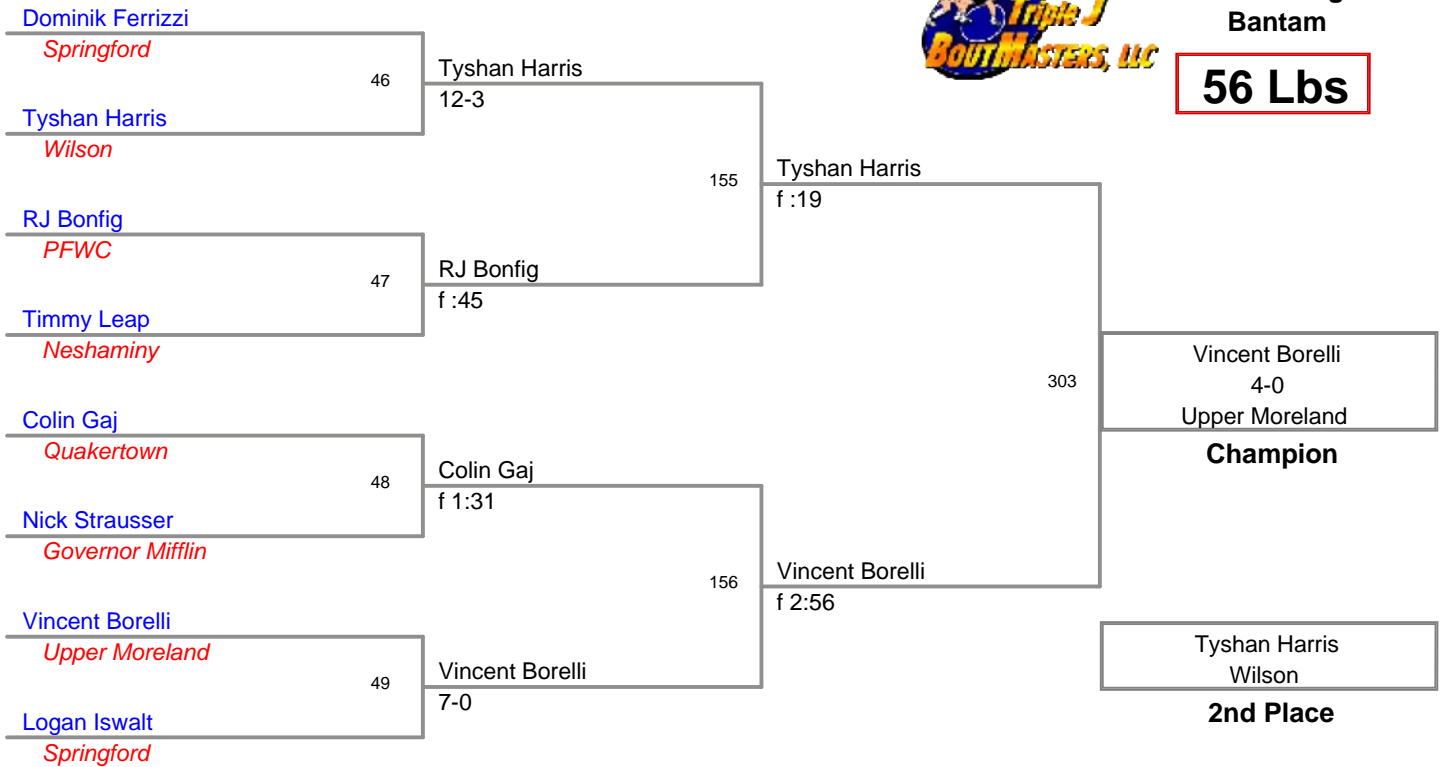 Dominik Ferrizzi
Springford
46
Tyshan Harris
12-3
Tyshan Harris
Wilson
155
Tyshan Harris
f :19
RJ Bonfig
PFWC
47
RJ Bonfig
f :45
Timmy Leap
Neshaminy
303
Vincent Borelli
4-0
Upper Moreland
Champion
Colin Gaj
Quakertown
48
Colin Gaj
f 1:31
Nick Strausser
Governor Mifflin
156
Vincent Borelli
f 2:56
Vincent Borelli
Upper Moreland
49
Vincent Borelli
7-0
Logan Iswalt
Springford
Tyshan Harris
Wilson
2nd Place
Triple J
BOUTMASTERS, LLC
Bantam
56 Lbs